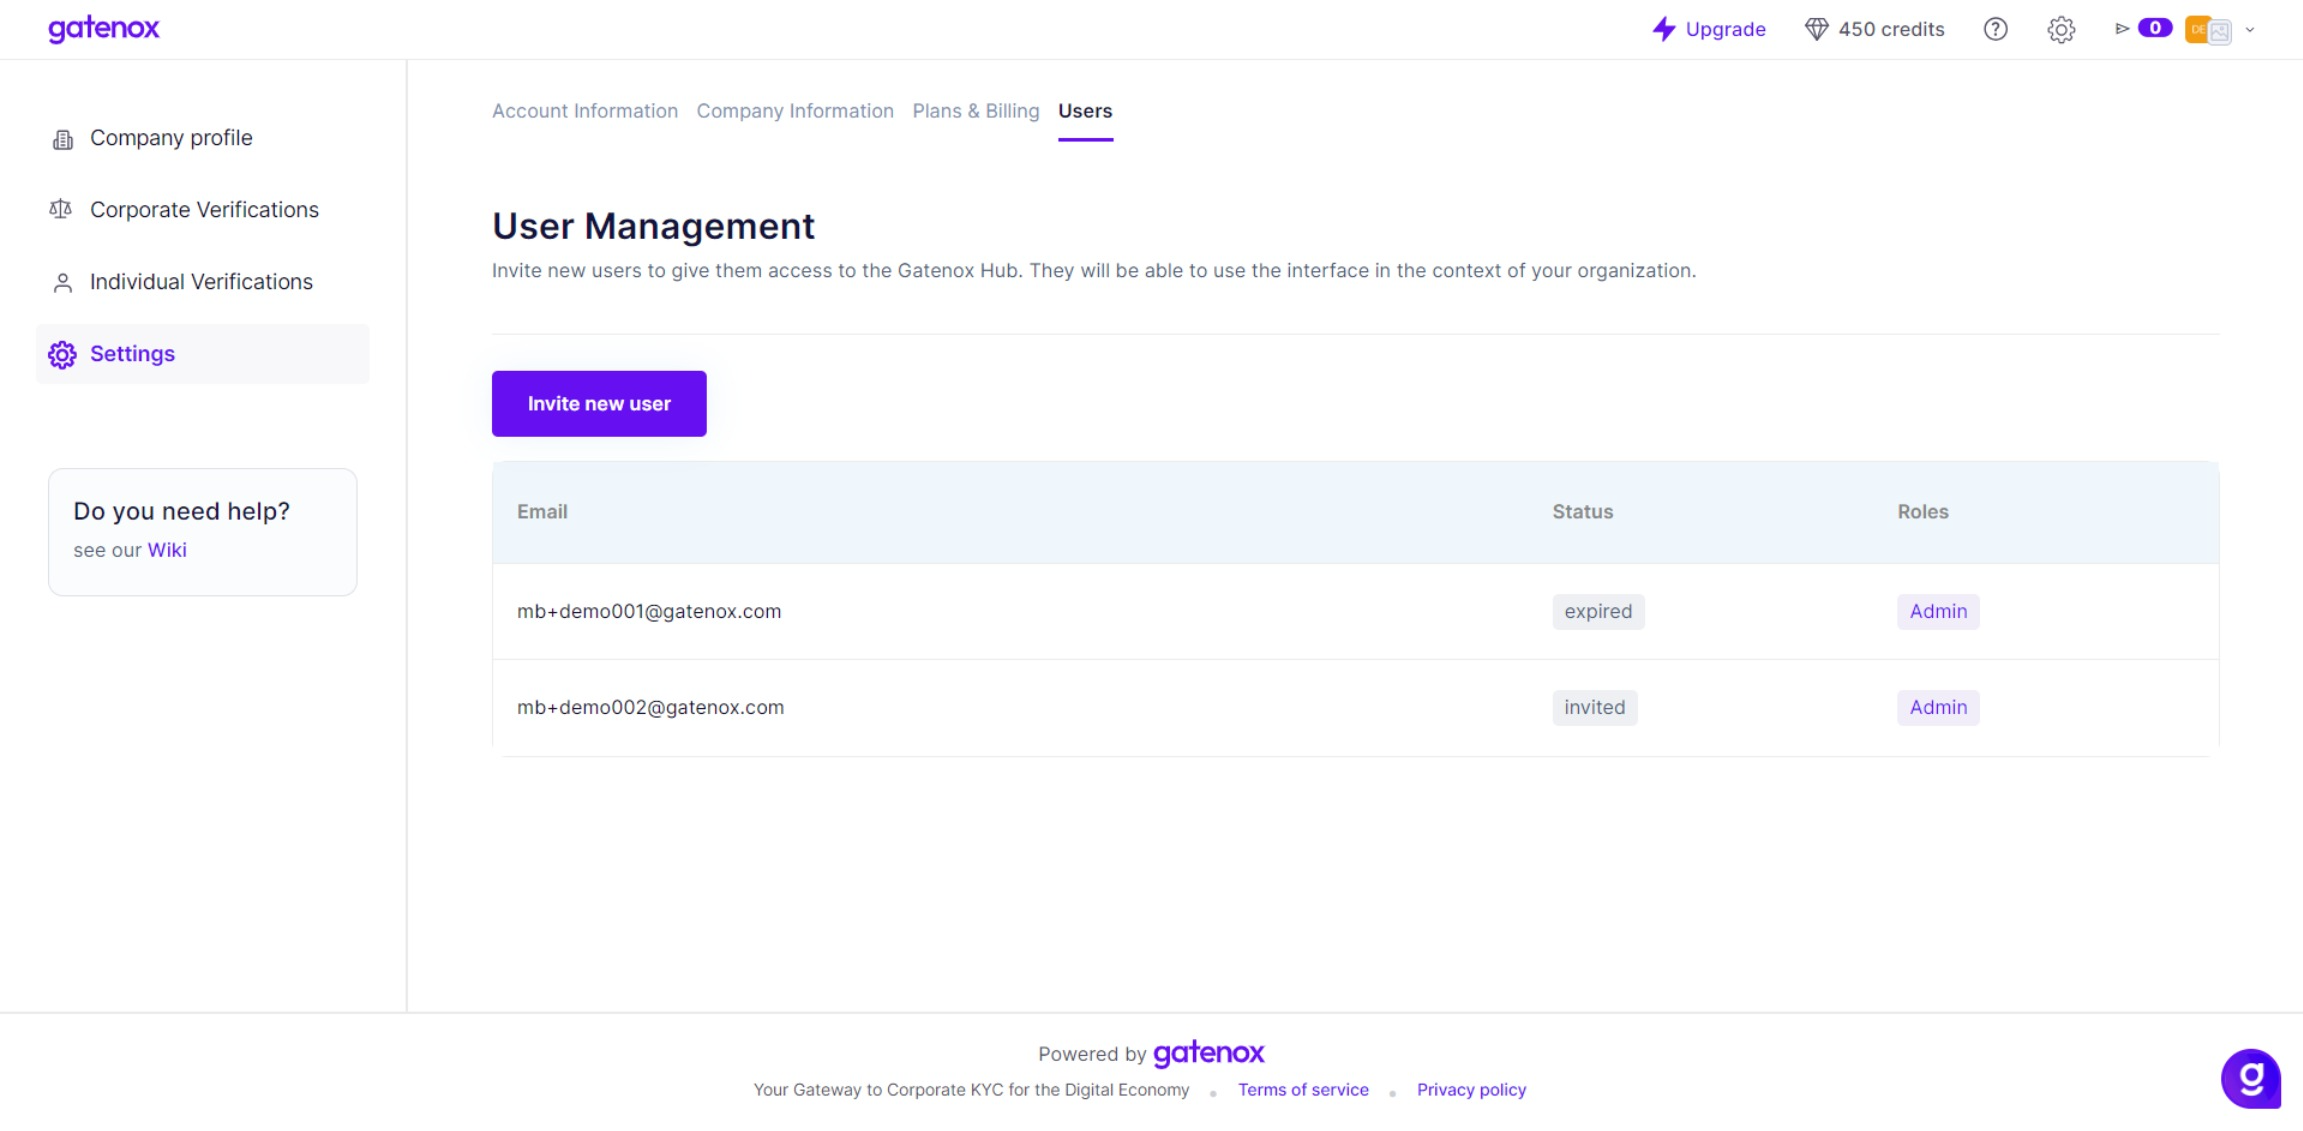 gatenox
Upgrade 450 credits 0 DE
Company profile
Corporate Verifications
Individual Verifications
Settings
Do you need help?
see our Wiki
Account Information Company Information Plans & Billing Users
User Management
Invite new users to give them access to the Gatenox Hub. They will be able to use the interface in the context of your organization.
Invite new user
Email Status Roles
mb+demo001@gatenox.com expired Admin
mb+demo002@gatenox.com invited Admin
Powered by gatenox
Your Gateway to Corporate KYC for the Digital Economy Terms of service Privacy policy
g